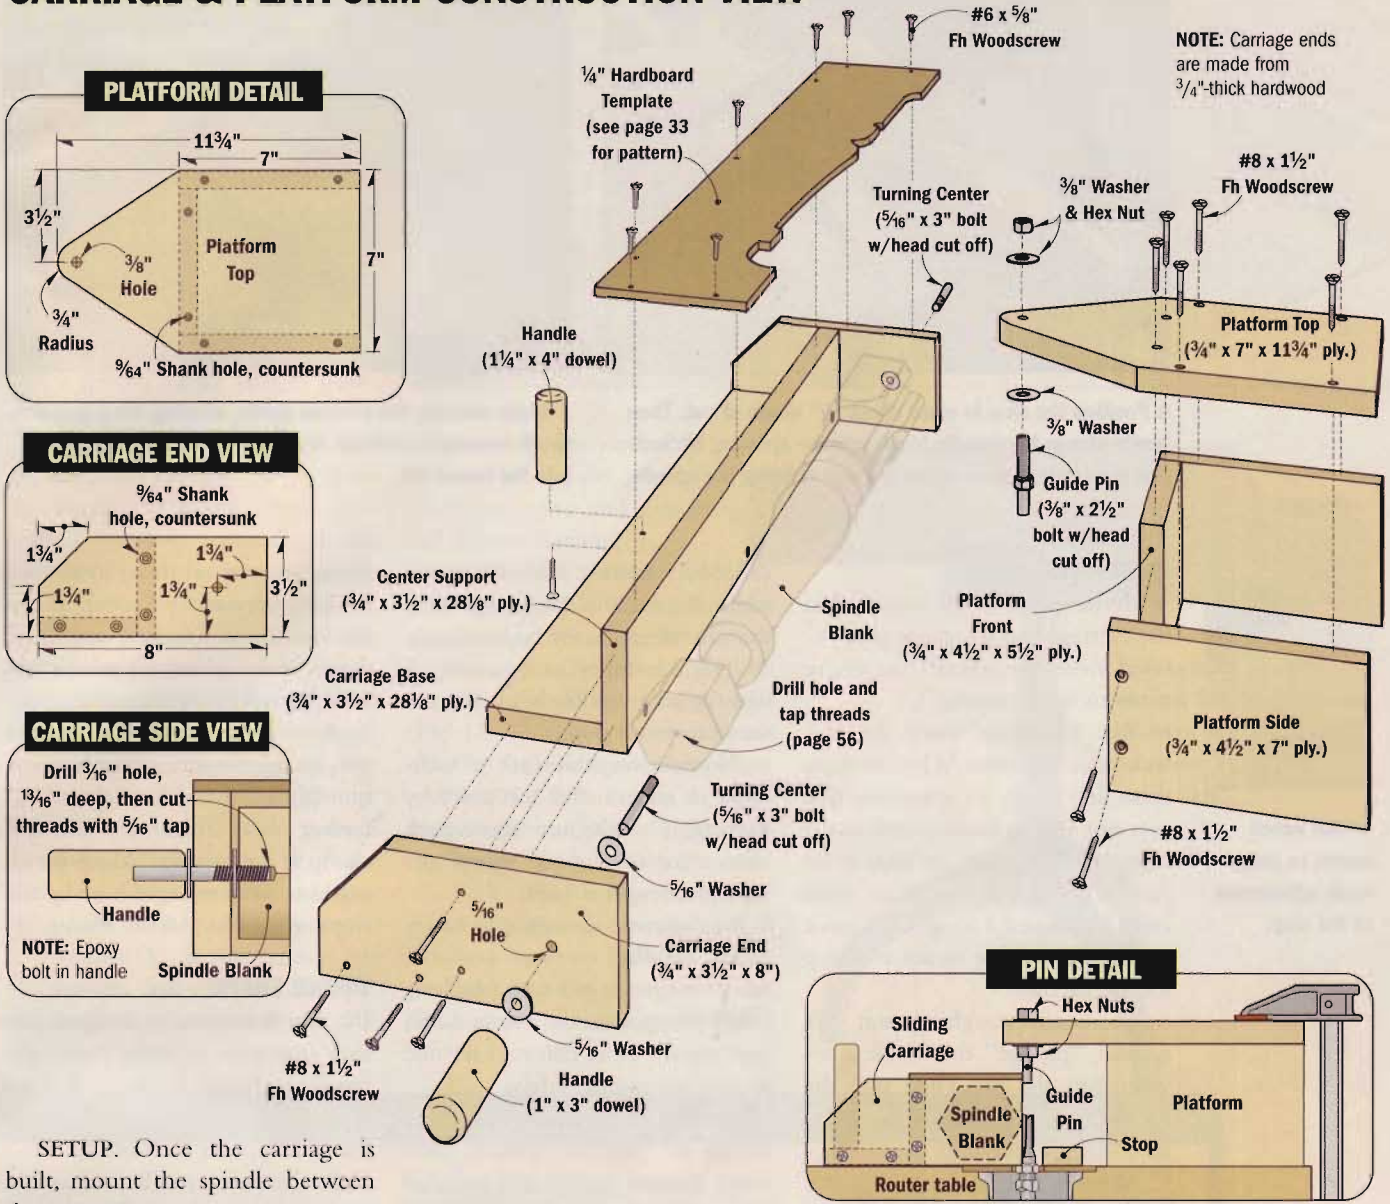 CARRIAGE & PLATFORM CONSTRUCTION VIEW
#6 x 5/8"
Fh Woodscrew
NOTE: Carriage ends
are made from
3/4"-thick hardwood
PLATFORM DETAIL
11¾"
7"
3½"
Platform
Top
7"
3/8"
Hole
3/4"
Radius
9/64" Shank hole, countersunk
¼" Hardboard
Template
(see page 33
for pattern)
Turning Center
(5/16" x 3" bolt
w/head cut off)
3/8" Washer
& Hex Nut
#8 x 1½"
Fh Woodscrew
Platform Top
(3/4" x 7" x 11¾" ply.)
Handle
(1¼" x 4" dowel)
3/8" Washer
Guide Pin
(3/8" x 2½"
bolt w/head
cut off)
CARRIAGE END VIEW
9/64" Shank
hole, countersunk
1¾"
1¾"
1¾"
1¾"
3½"
8"
Center Support
(3/4" x 3½" x 28⅛" ply.)
Carriage Base
(3/4" x 3½" x 28⅛" ply.)
Spindle
Blank
Platform
Front
(3/4" x 4½" x 5½" ply.)
Drill hole and
tap threads
(page 56)
Platform Side
(3/4" x 4½" x 7" ply.)
#8 x 1½"
Fh Woodscrew
CARRIAGE SIDE VIEW
Drill 3/16" hole,
13/16" deep, then cut
threads with 5/16" tap
Handle
NOTE: Epoxy
bolt in handle
Spindle Blank
Turning Center
(5/16" x 3" bolt
w/head cut off)
5/16" Washer
5/16"
Hole
Carriage End
(3/4" x 3½" x 8")
5/16" Washer
#8 x 1½"
Fh Woodscrew
Handle
(1" x 3" dowel)
PIN DETAIL
Sliding
Carriage
Hex Nuts
Guide
Pin
Spindle
Blank
Platform
Stop
Router table
SETUP. Once the carriage is
built, mount the spindle between